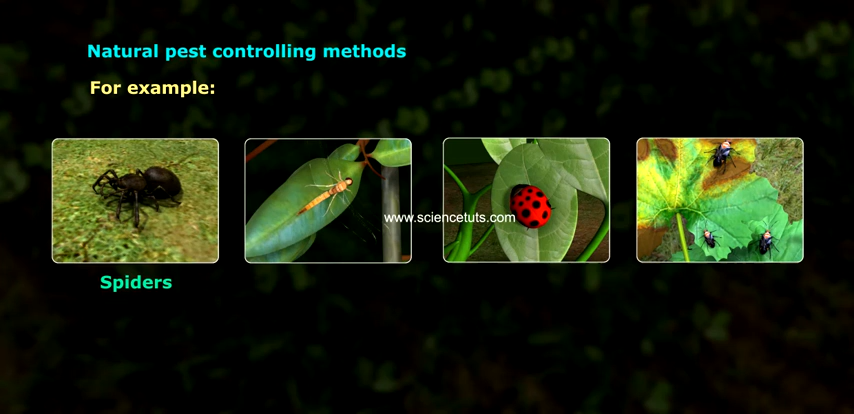 Natural pest controlling methods
For example:
www.sciencetuts.com
Spiders